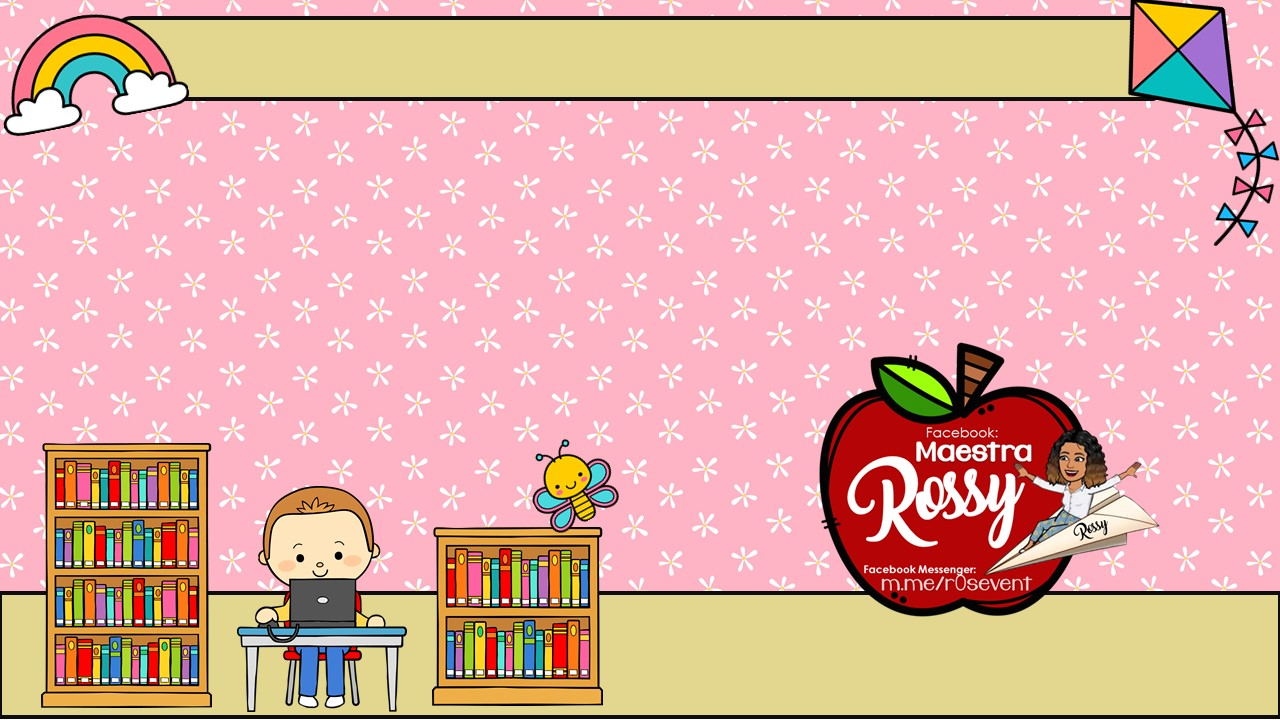 Facebook:
Maestra
Rossy
Rossy
Facebook Messenger:
m.me/r0sevent